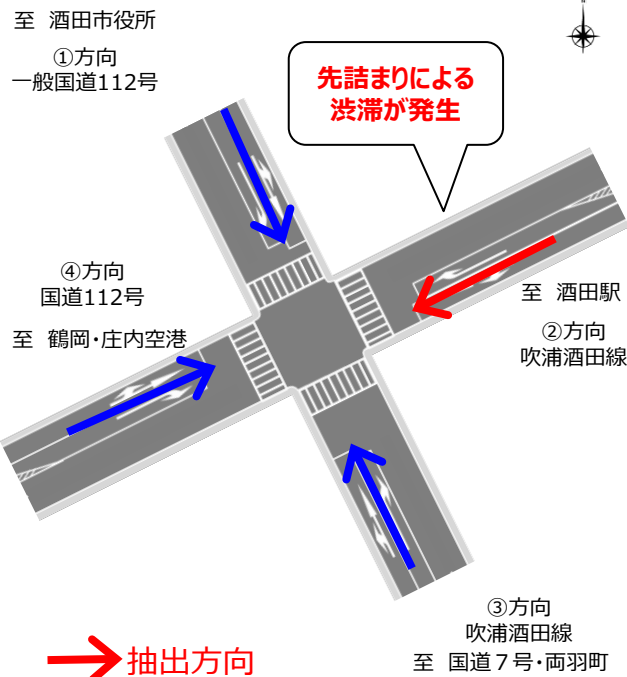 至 酒田市役所
①方向
一般国道112号
先詰まりによる
渋滞が発生
④方向
国道112号
至 鶴岡・庄内空港
至 酒田駅
②方向
吹浦酒田線
③方向
吹浦酒田線
至 国道７号・両羽町
抽出方向